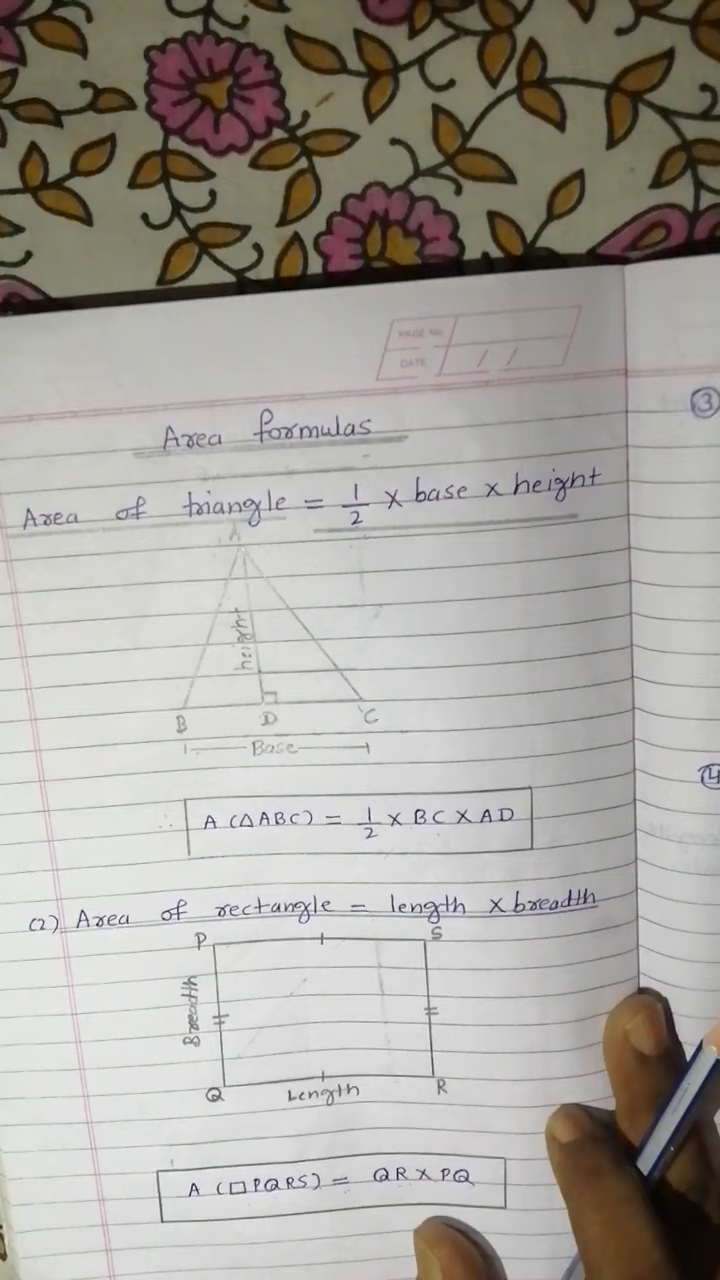 PAGE No.
DATE / /
Area formulas
3
Area of triangle = 1/2 × base × height
A
height
B D C
Base
4
∴ A (△ABC) = 1/2 × BC × AD
(2) Area of rectangle = length × breadth
P S
Breadth
Q Length R
A (□PQRS) = QR × PQ